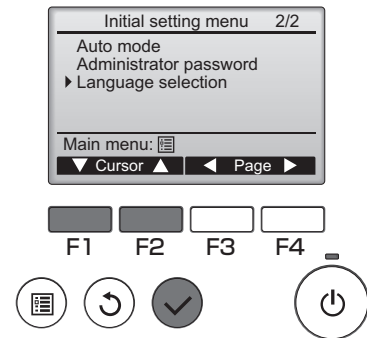 Initial setting menu 2/2
Auto mode
Administrator password
Language selection
Main menu:
Cursor Page
F1 F2 F3 F4